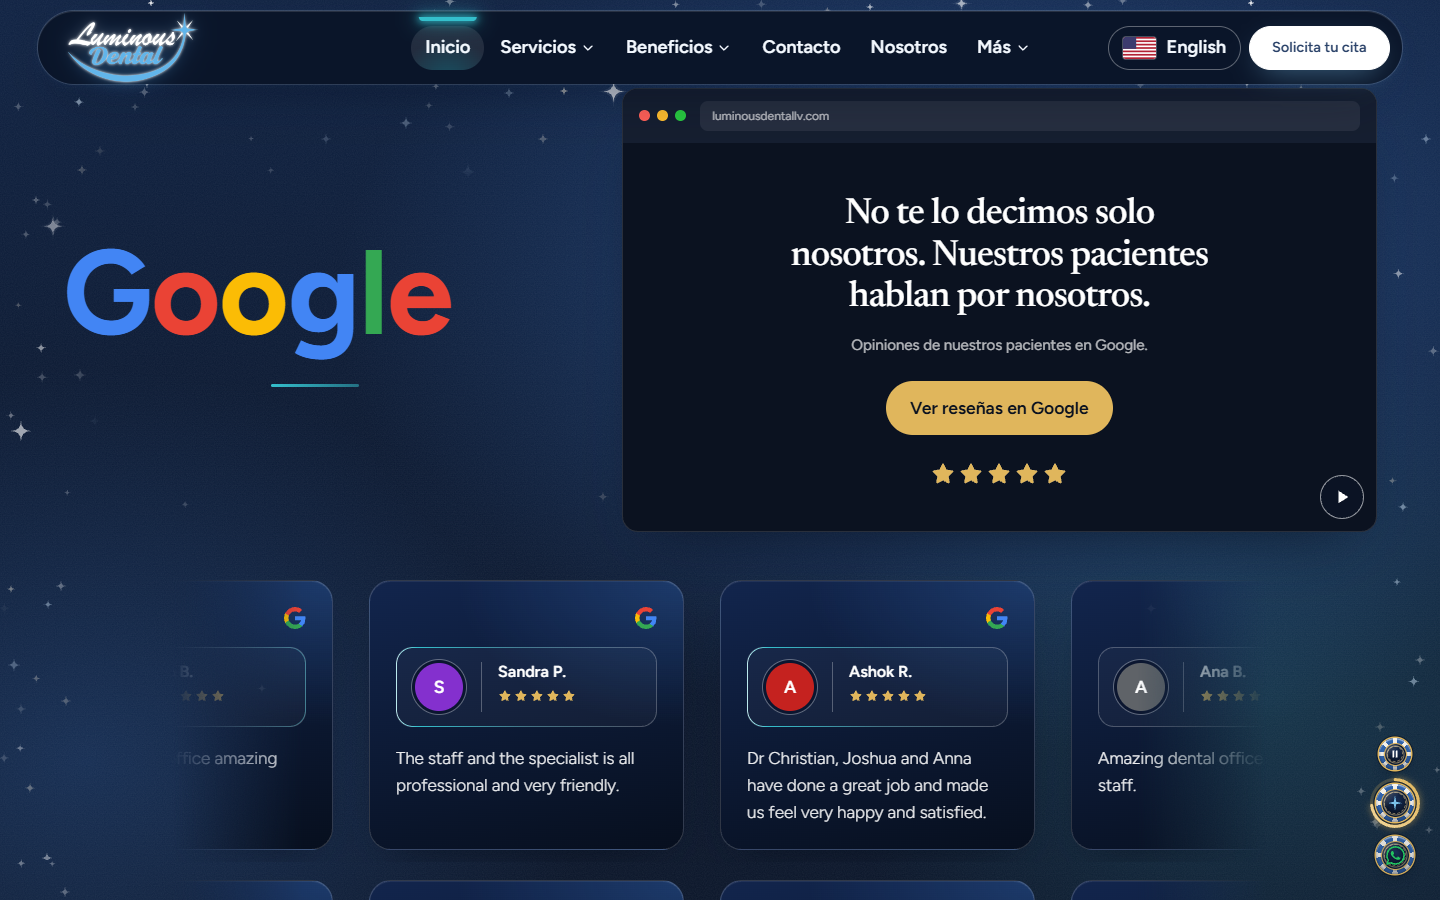 Luminous
Dental
Inicio
Servicios
Beneficios
Contacto
Nosotros
Más
English
Solicita tu cita
luminousdentallv.com
No te lo decimos solo
nosotros. Nuestros pacientes
hablan por nosotros.
Opiniones de nuestros pacientes en Google.
Ver reseñas en Google
Google
B.
office amazing
S
Sandra P.
The staff and the specialist is all
professional and very friendly.
A
Ashok R.
Dr Christian, Joshua and Anna
have done a great job and made
us feel very happy and satisfied.
A
Ana B.
Amazing dental office
staff.